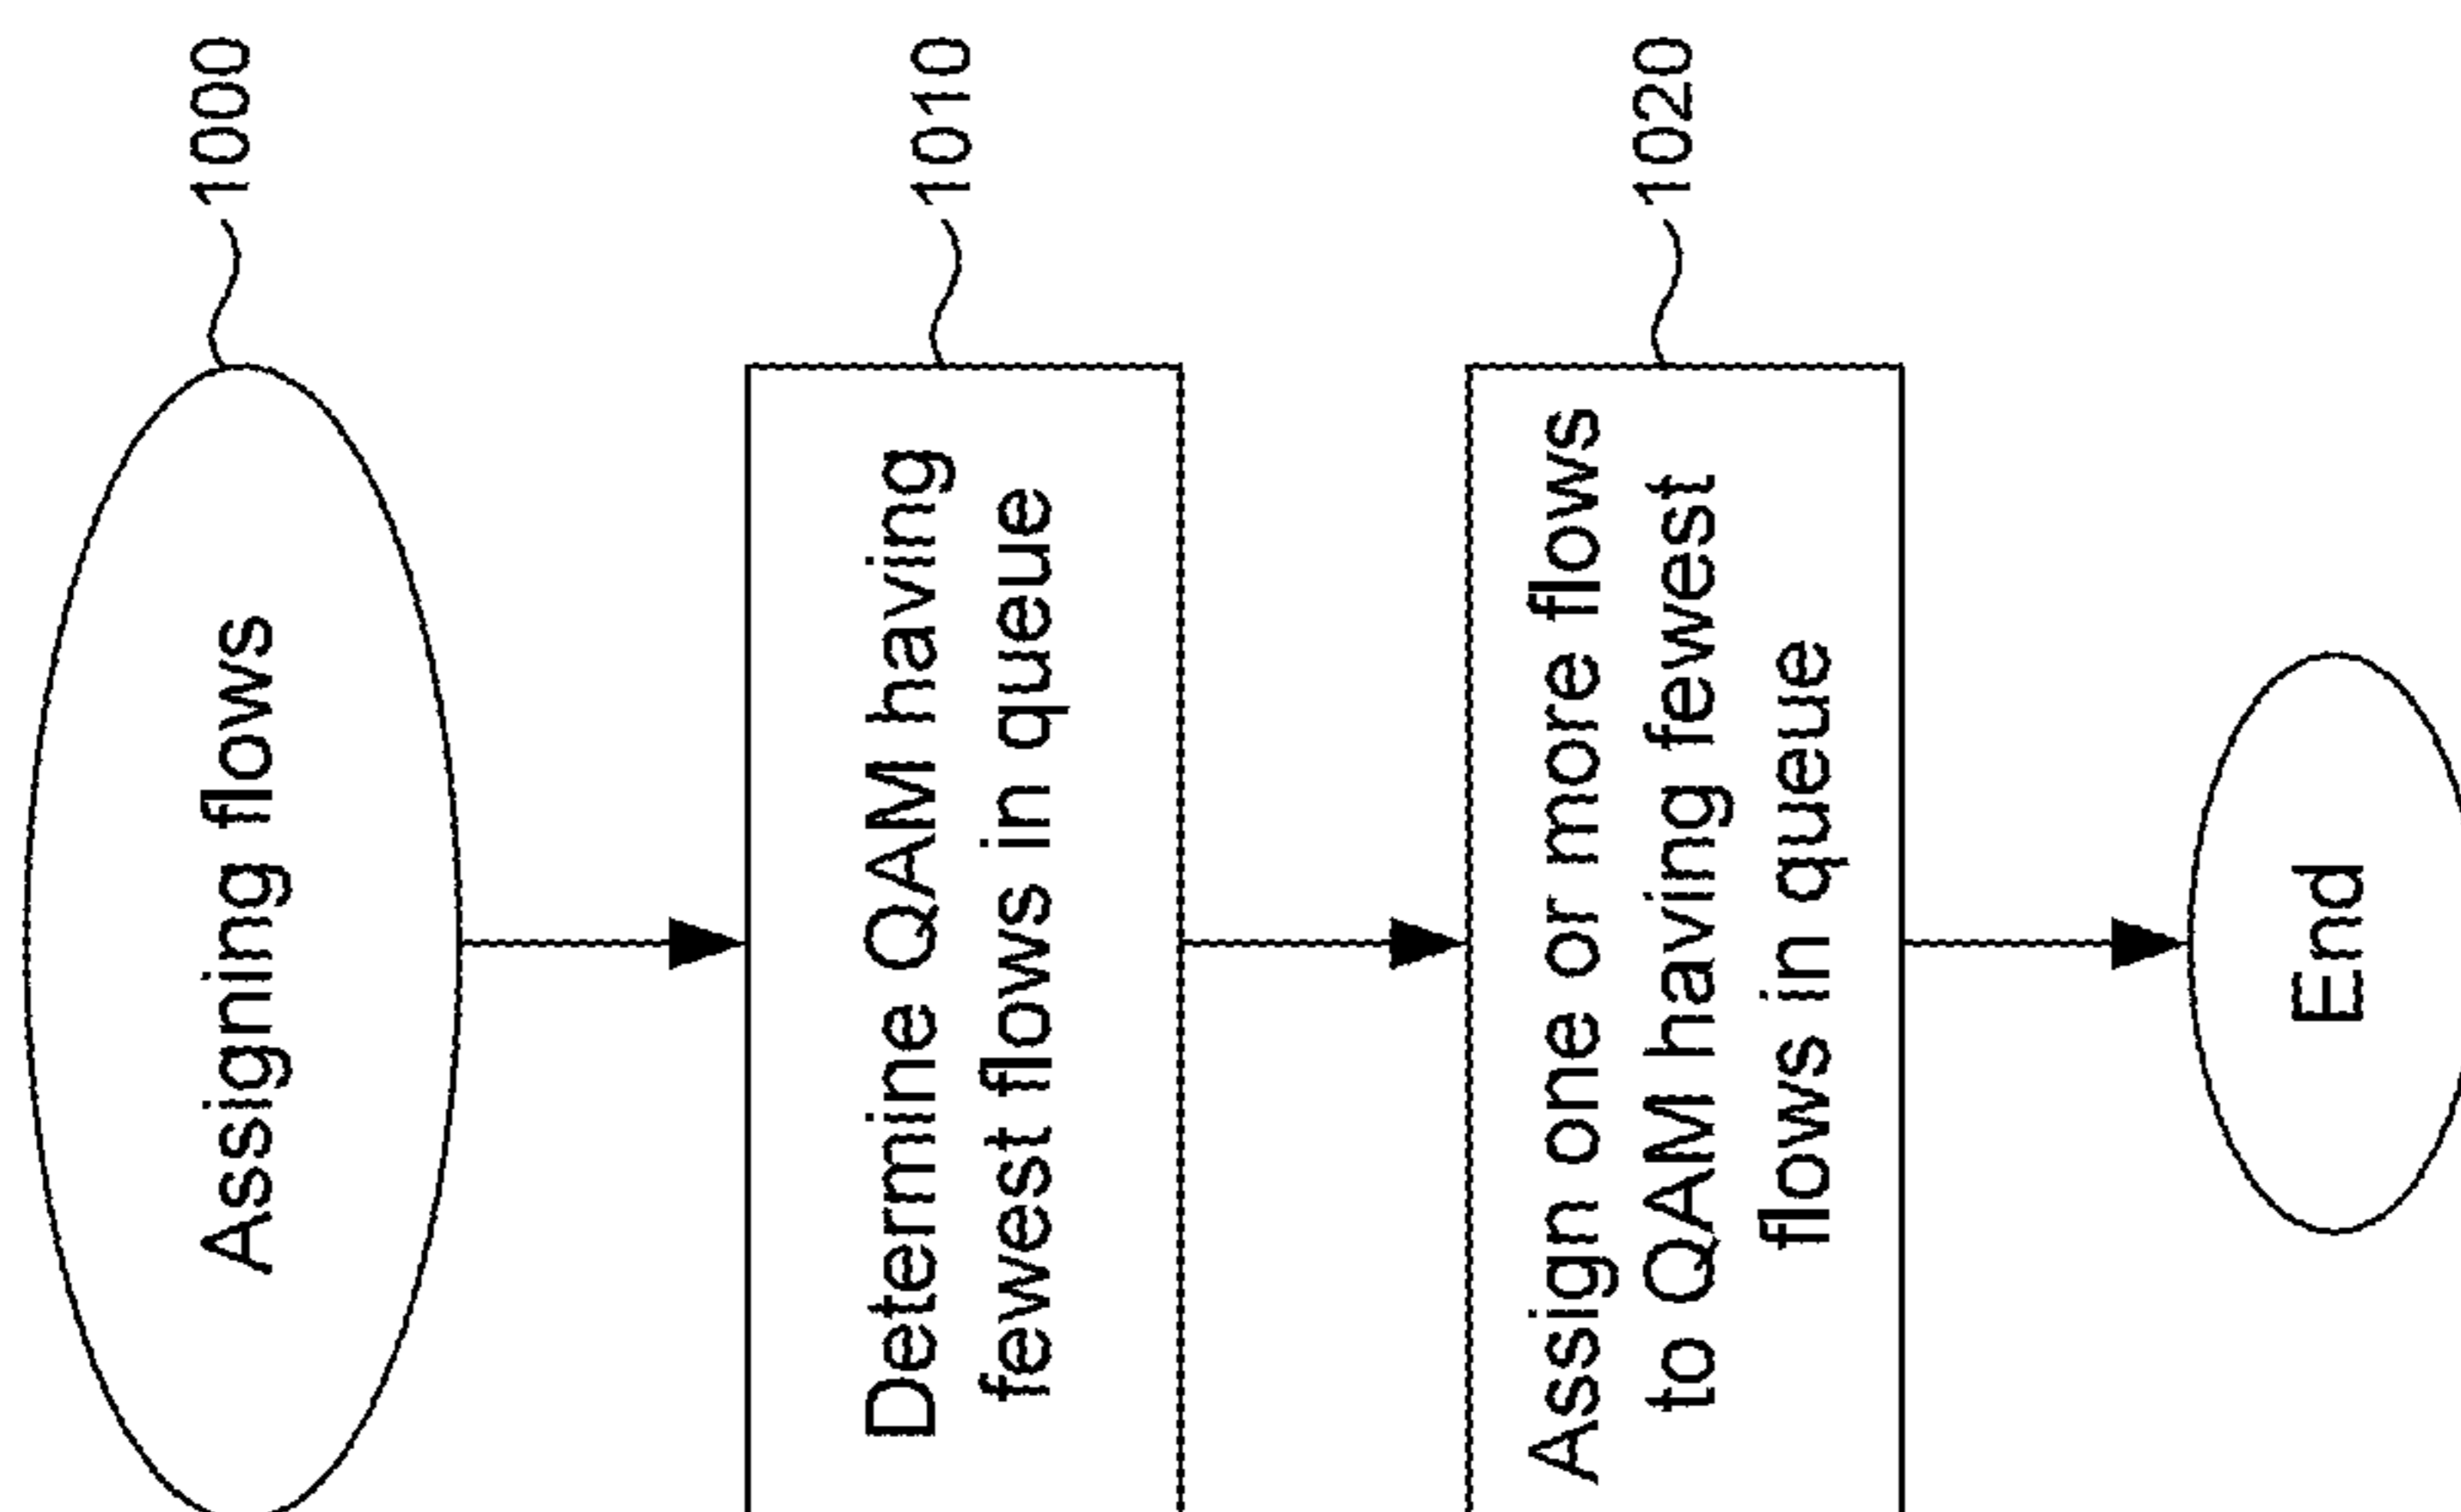 Assigning flows
1000
Determine QAM having
fewest flows in queue
1010
Assign one or more flows
to QAM having fewest
flows in queue
1020
End